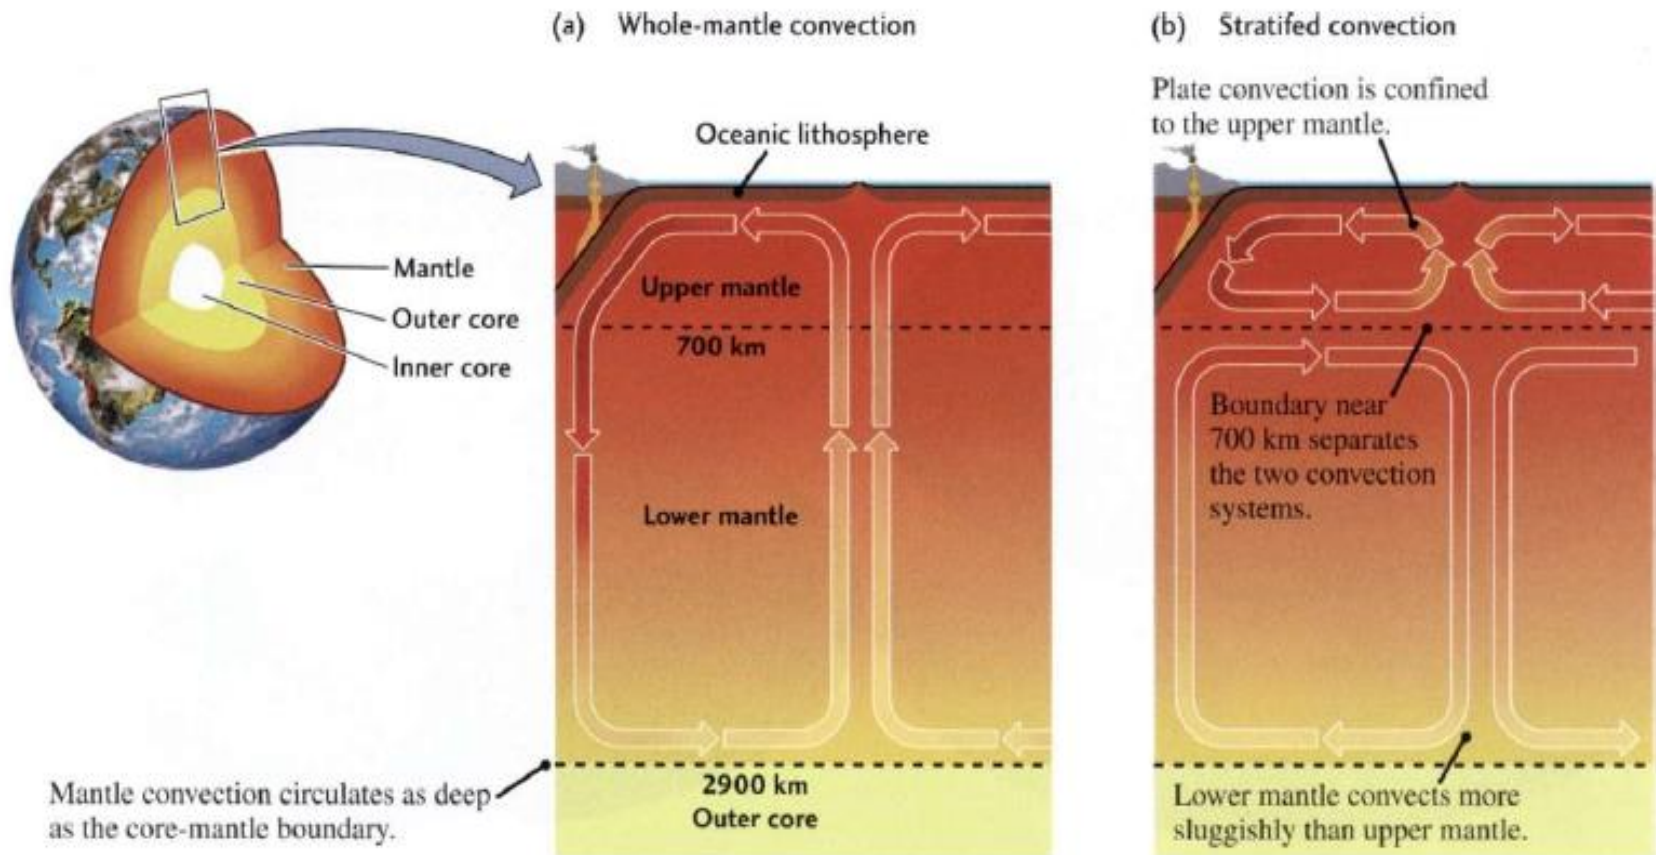 (a) Whole-mantle convection
(b) Stratifed convection
Plate convection is confined
to the upper mantle.
Oceanic lithosphere
Mantle
Outer core
Inner core
Upper mantle
700 km
Lower mantle
Boundary near
700 km separates
the two convection
systems.
Mantle convection circulates as deep
as the core-mantle boundary.
2900 km
Outer core
Lower mantle convects more
sluggishly than upper mantle.